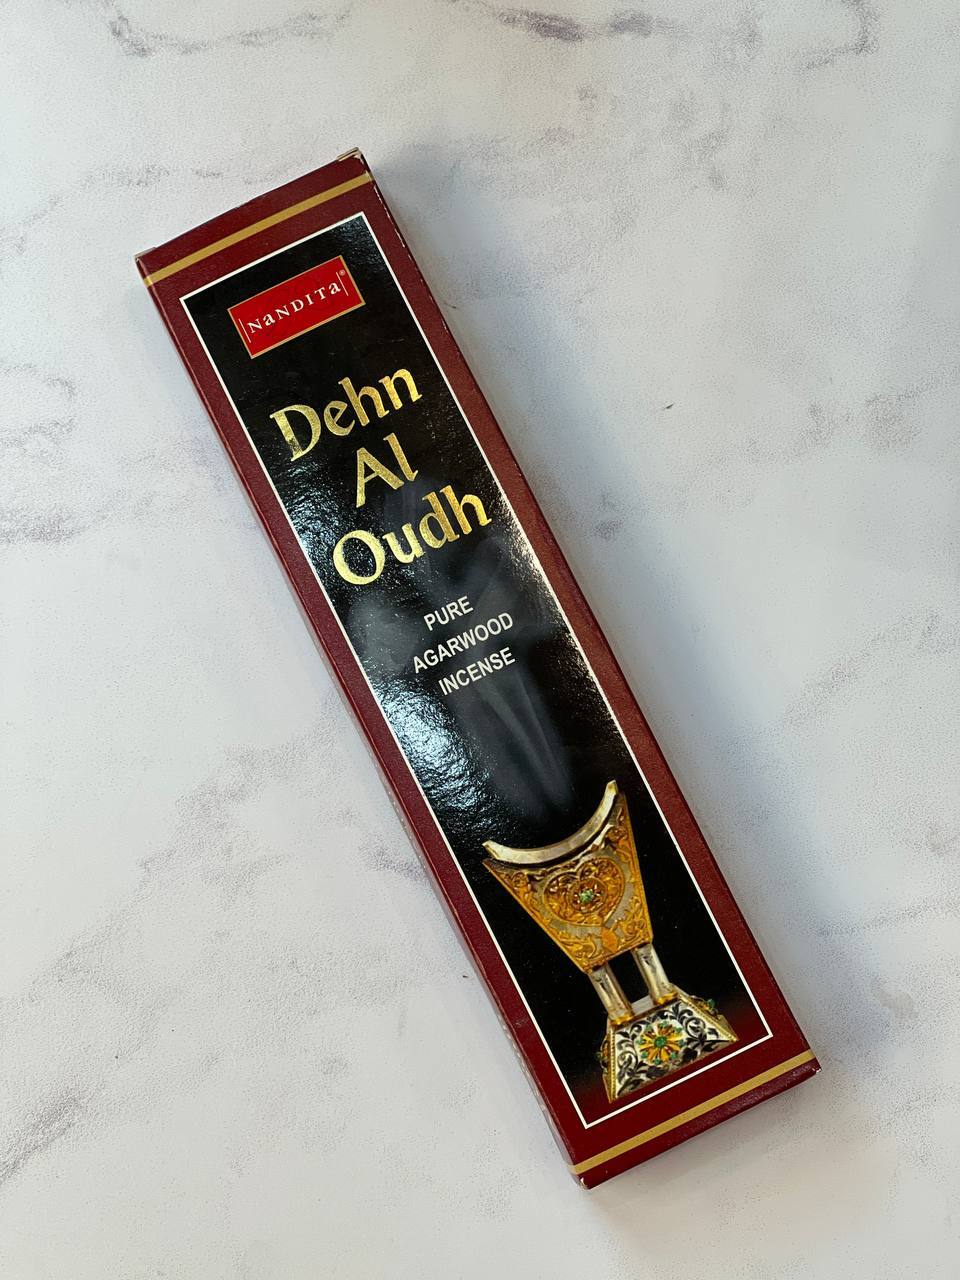 NaNDITa®
Dehn
Al
Oudh
PURE
AGARWOOD
INCENSE